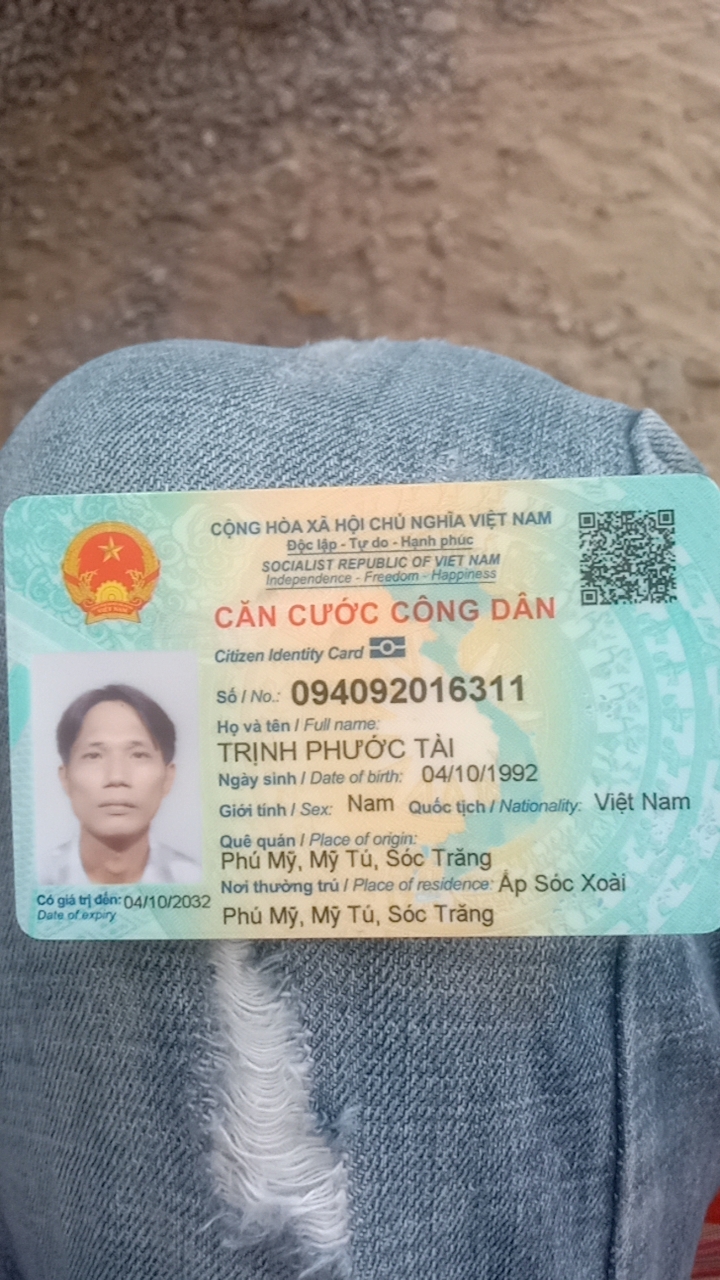 CỘNG HÒA XÃ HỘI CHỦ NGHĨA VIỆT NAM
Độc lập - Tự do - Hạnh phúc
SOCIALIST REPUBLIC OF VIET NAM
Independence - Freedom - Happiness
CĂN CƯỚC CÔNG DÂN
Citizen Identity Card
Số / No.: 094092016311
Họ và tên / Full name:
TRỊNH PHƯỚC TÀI
Ngày sinh / Date of birth: 04/10/1992
Giới tính / Sex: Nam Quốc tịch / Nationality: Việt Nam
Quê quán / Place of origin:
Phú Mỹ, Mỹ Tú, Sóc Trăng
Nơi thường trú / Place of residence: Ấp Sóc Xoài
Phú Mỹ, Mỹ Tú, Sóc Trăng
Có giá trị đến: 04/10/2032
Date of expiry
VIỆT NAM